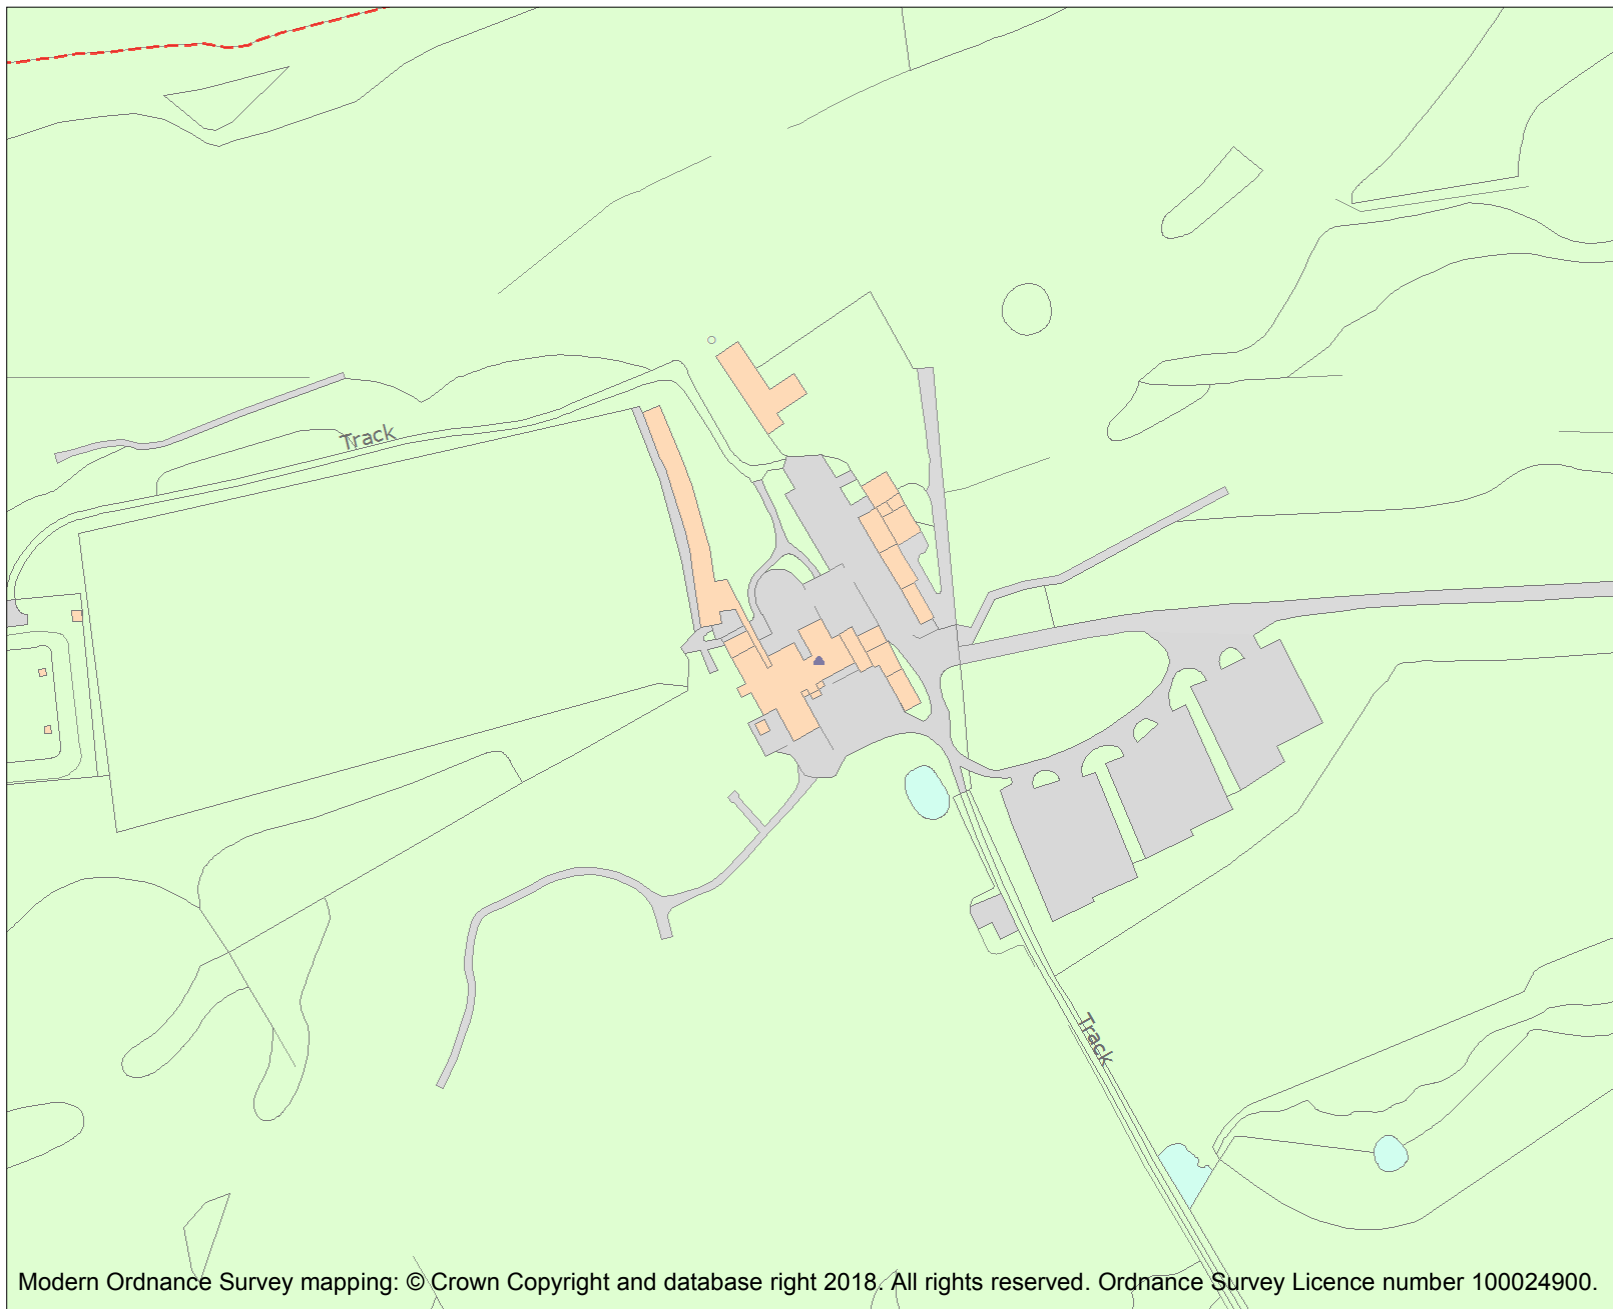 Track
Track
Modern Ordnance Survey mapping: © Crown Copyright and database right 2018. All rights reserved. Ordnance Survey Licence number 100024900.